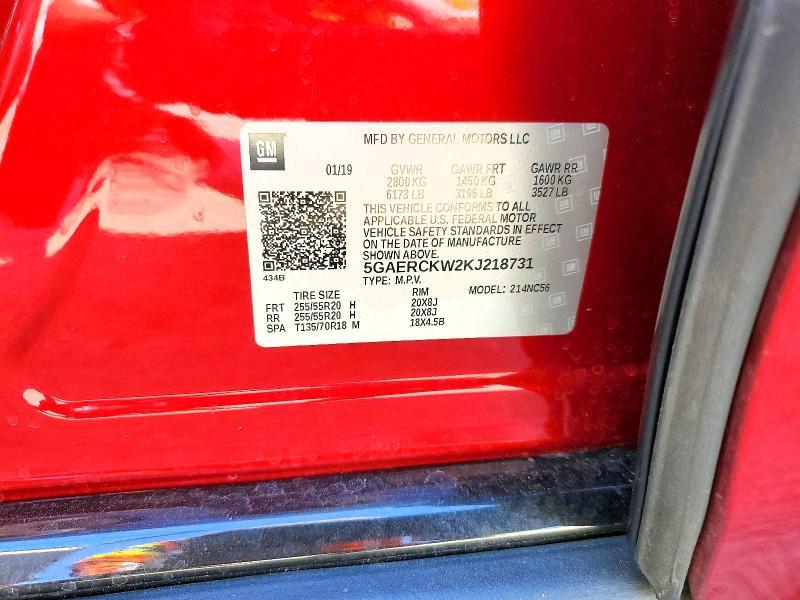 GM
MFD BY GENERAL MOTORS LLC
01/19 GVWR GAWR FRT GAWR RR
2800 KG 1450 KG 1600 KG
6173 LB 3196 LB 3527 LB
THIS VEHICLE CONFORMS TO ALL
APPLICABLE U.S. FEDERAL MOTOR
VEHICLE SAFETY STANDARDS IN EFFECT
ON THE DATE OF MANUFACTURE
SHOWN ABOVE.
5GAERCKW2KJ218731
434B TYPE: M.P.V. MODEL: 214NC56
TIRE SIZE RIM
FRT 255/55R20 H 20X8J
RR 255/55R20 H 20X8J
SPA T135/70R18 M 18X4.5B